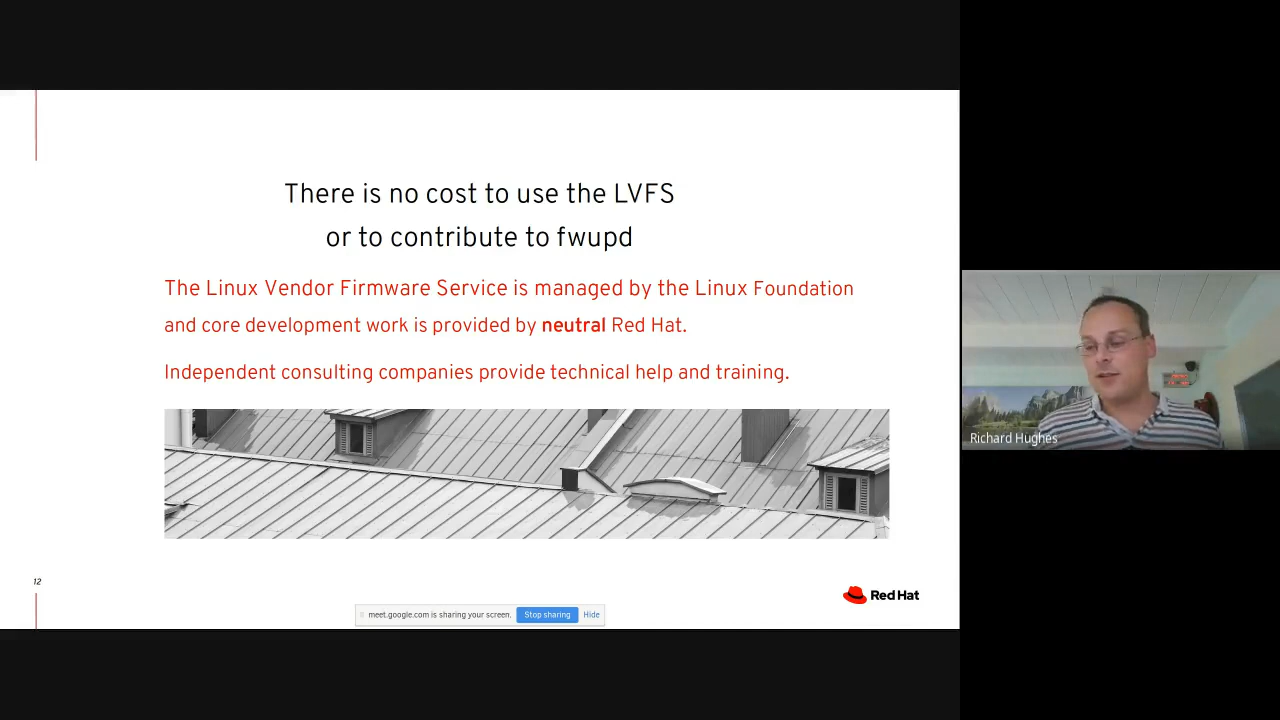 There is no cost to use the LVFS
or to contribute to fwupd
The Linux Vendor Firmware Service is managed by the Linux Foundation
and core development work is provided by neutral Red Hat.
Independent consulting companies provide technical help and training.
12
Red Hat
meet.google.com is sharing your screen. Stop sharing Hide
Richard Hughes